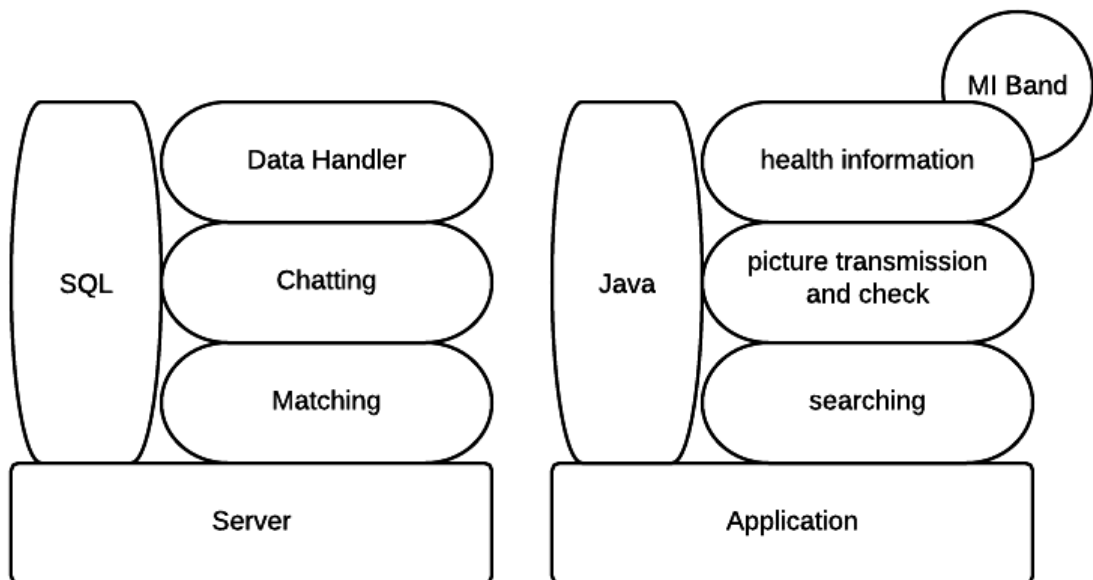 MI Band
Data Handler
health information
SQL
Chatting
Java
picture transmission
and check
Matching
searching
Server
Application